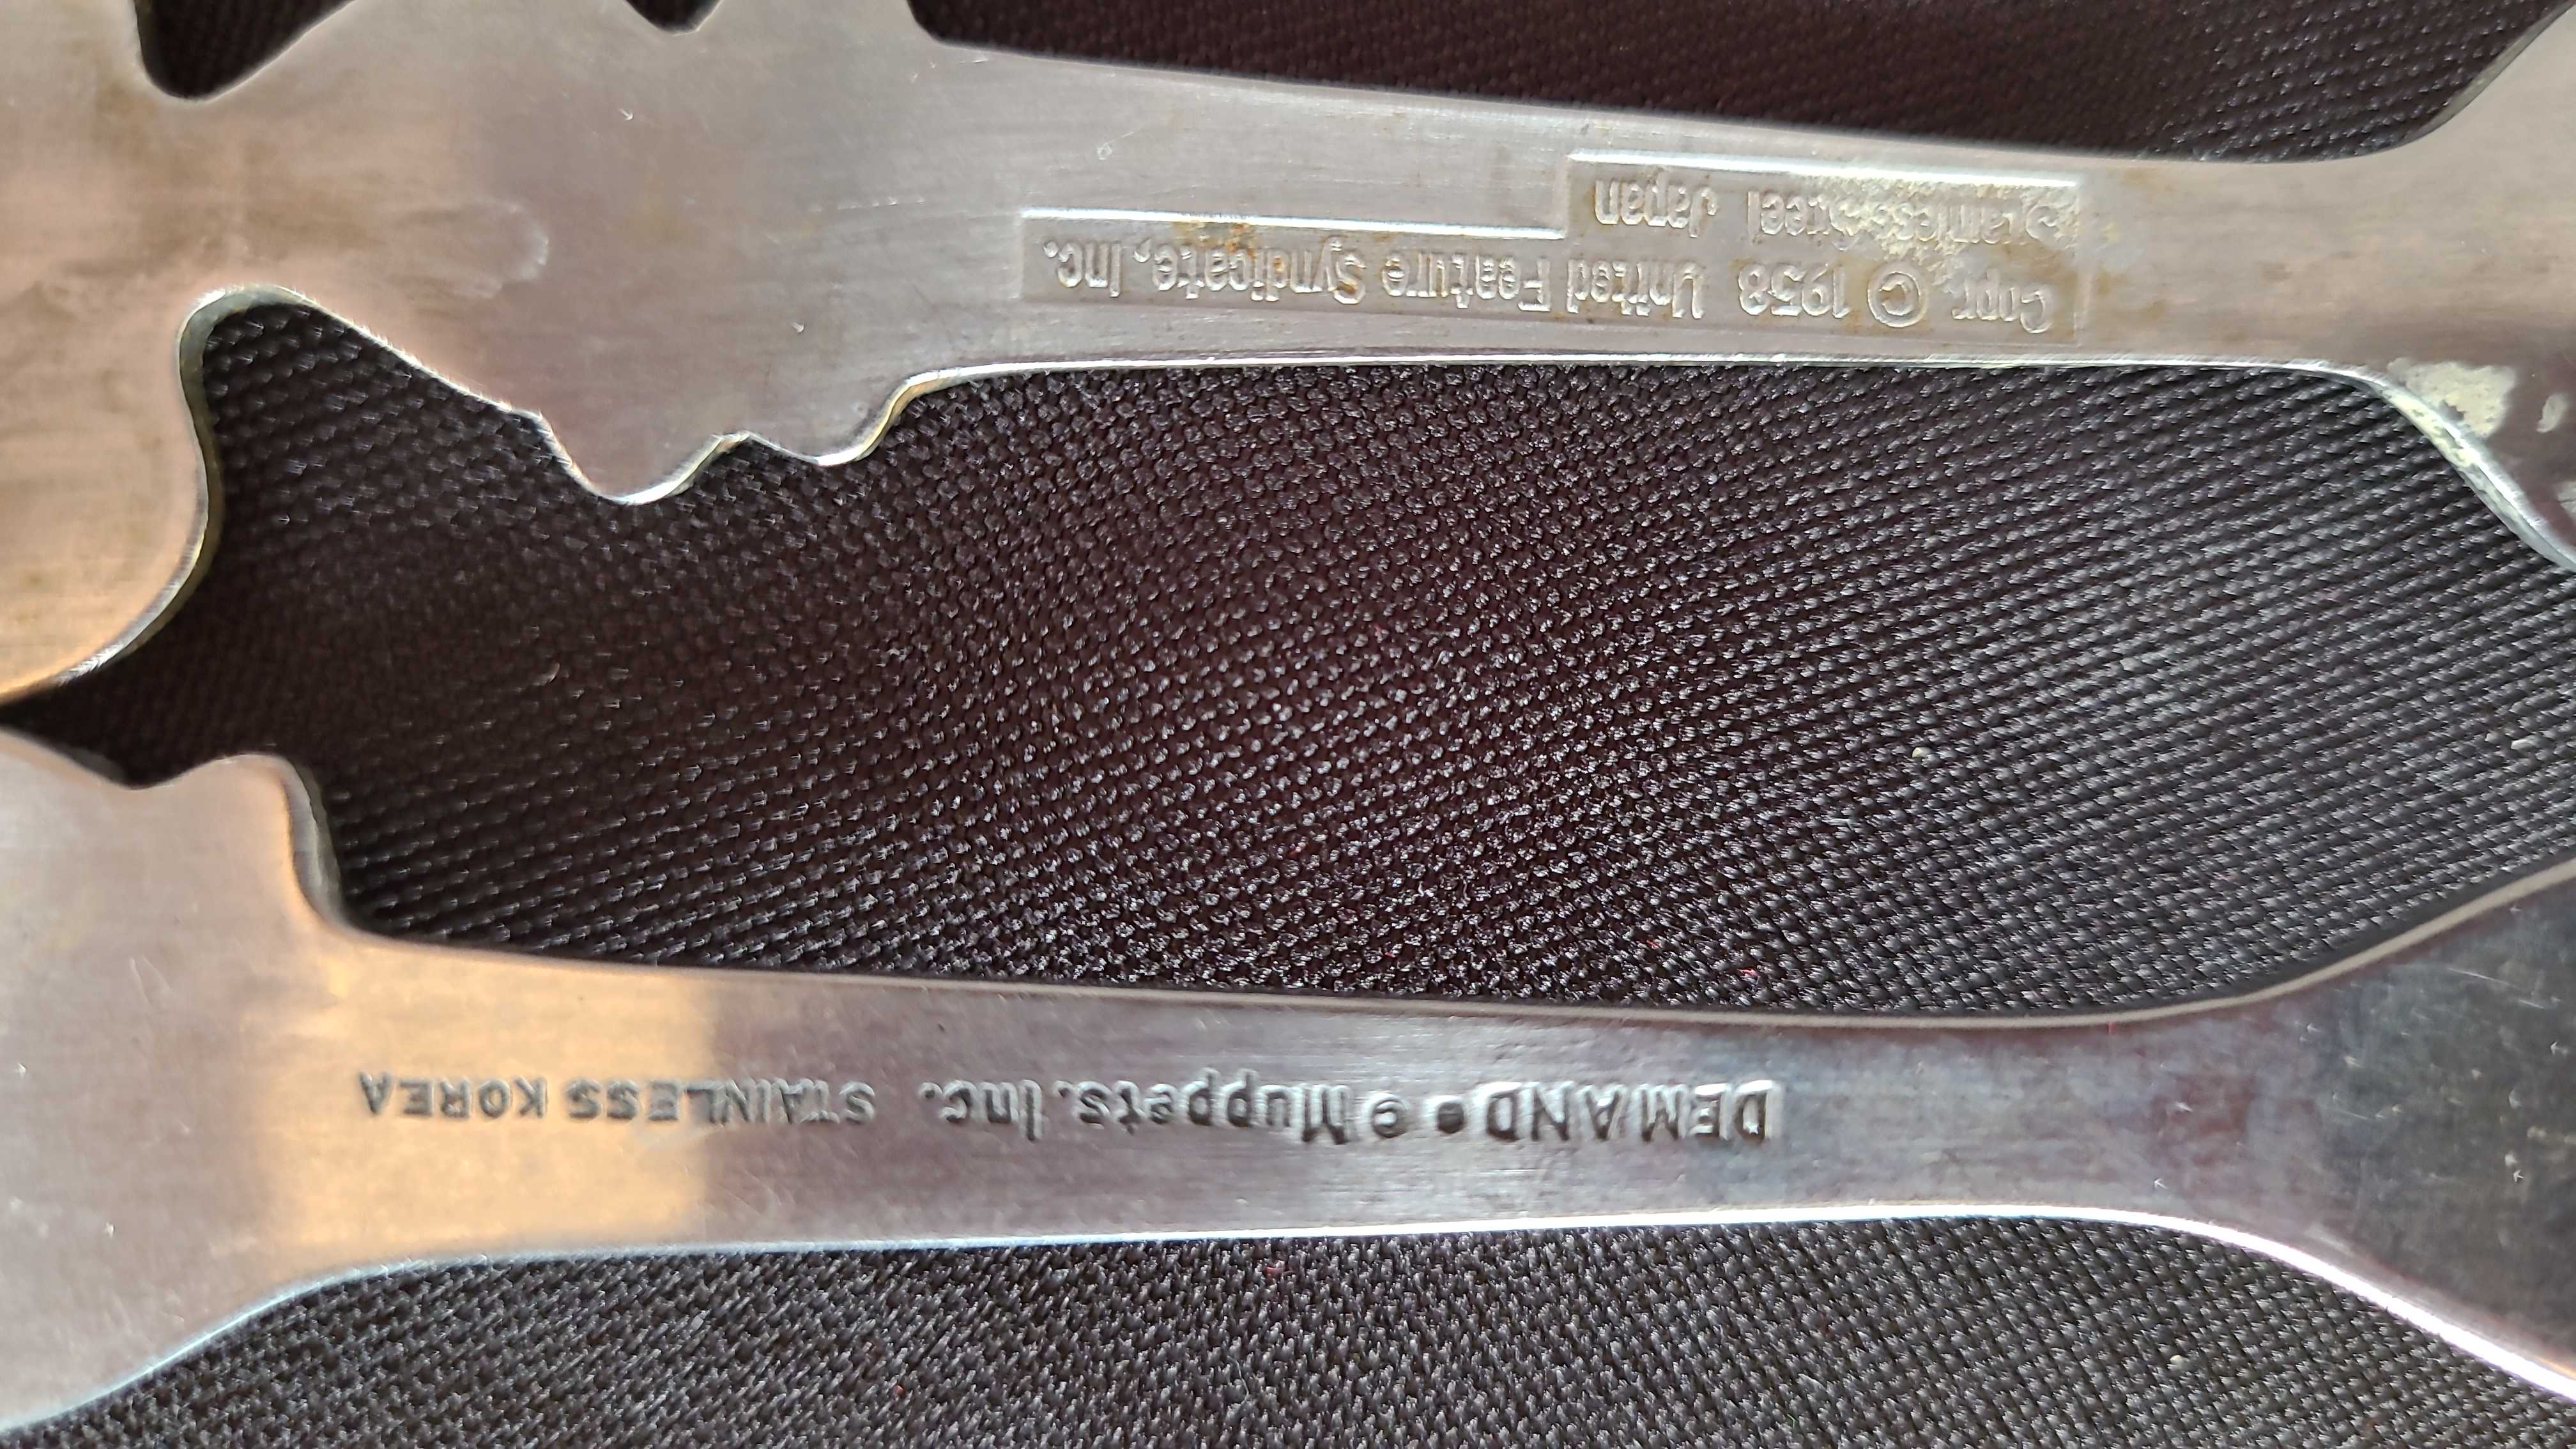 Copr. © 1958 United Feature Syndicate, Inc.
Stainless Steel Japan
DEMAND • © Muppets. Inc. STAINLESS KOREA